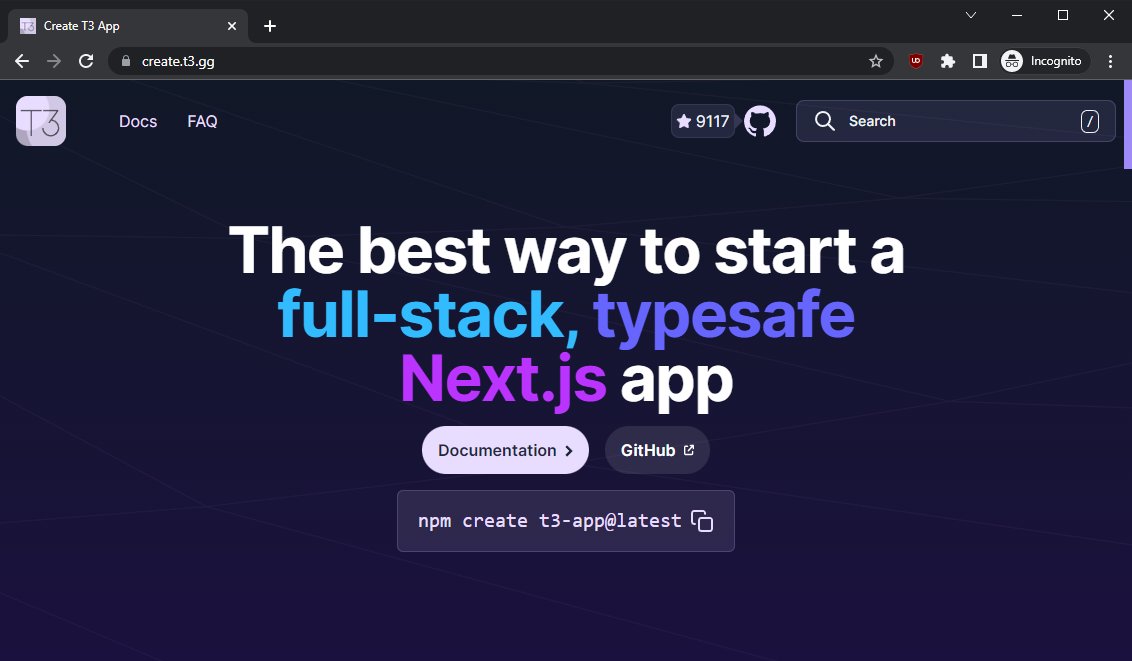 T3 Create T3 App
create.t3.gg
UD
Incognito
T3
Docs
FAQ
9117
Search
/
The best way to start a
full-stack, typesafe
Next.js app
Documentation
GitHub
npm create t3-app@latest